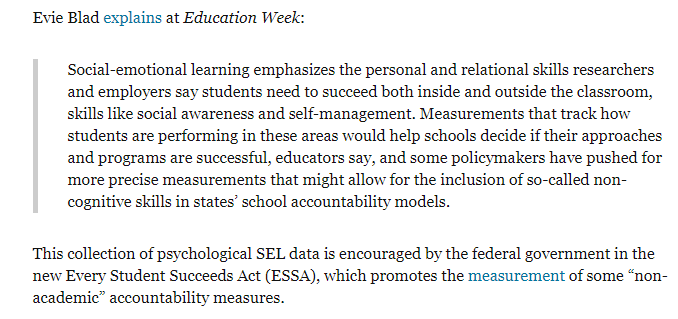 Evie Blad explains at Education Week:
Social-emotional learning emphasizes the personal and relational skills researchers
and employers say students need to succeed both inside and outside the classroom,
skills like social awareness and self-management. Measurements that track how
students are performing in these areas would help schools decide if their approaches
and programs are successful, educators say, and some policymakers have pushed for
more precise measurements that might allow for the inclusion of so-called non-
cognitive skills in states’ school accountability models.
This collection of psychological SEL data is encouraged by the federal government in the
new Every Student Succeeds Act (ESSA), which promotes the measurement of some “non-
academic” accountability measures.